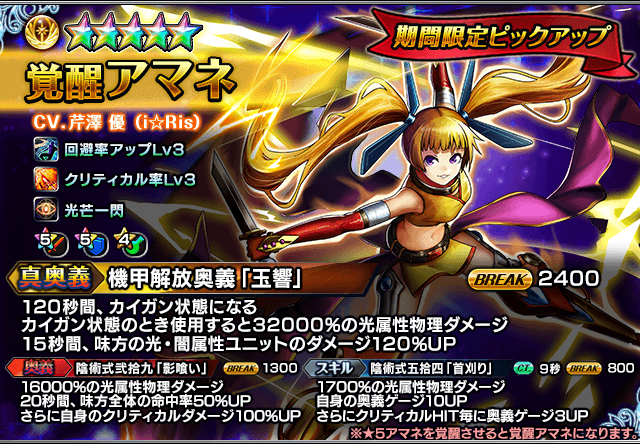 期間限定ピックアップ
覚醒アマネ
CV.芹澤 優（i☆Ris）
回避率アップLv3
クリティカル率Lv3
光芒一閃
5 5 4
真奥義 機甲解放奥義「玉響」 BREAK 2400
120秒間、カイガン状態になる
カイガン状態のとき使用すると32000%の光属性物理ダメージ
15秒間、味方の光・闇属性ユニットのダメージ120%UP
奥義 陰術式弐拾九「影喰い」 BREAK 1300
16000%の光属性物理ダメージ
20秒間、味方全体の命中率50%UP
さらに自身のクリティカルダメージ100%UP
スキル 陰術式五拾四「首刈り」 C.T. 9秒 BREAK 800
1700%の光属性物理ダメージ
自身の奥義ゲージ10UP
さらにクリティカルHIT毎に奥義ゲージ3UP
※★5アマネを覚醒させると覚醒アマネになります。